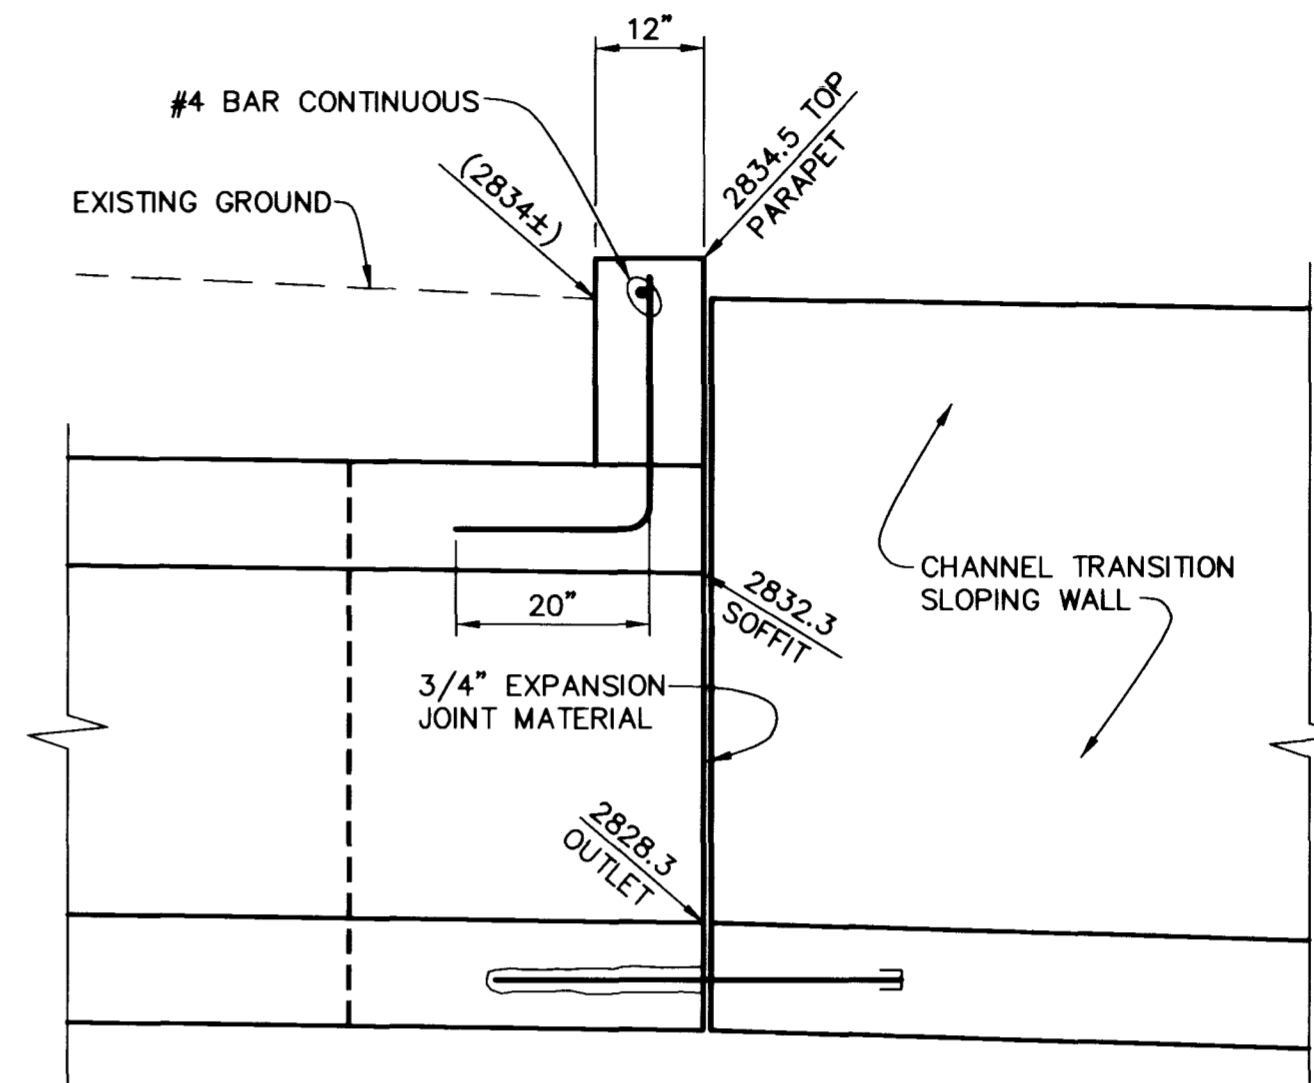 12"
#4 BAR CONTINUOUS
2834.5 TOP
PARAPET
(2834±)
EXISTING GROUND
CHANNEL TRANSITION
SLOPING WALL
2832.3
SOFFIT
20"
3/4" EXPANSION
JOINT MATERIAL
2828.3
OUTLET